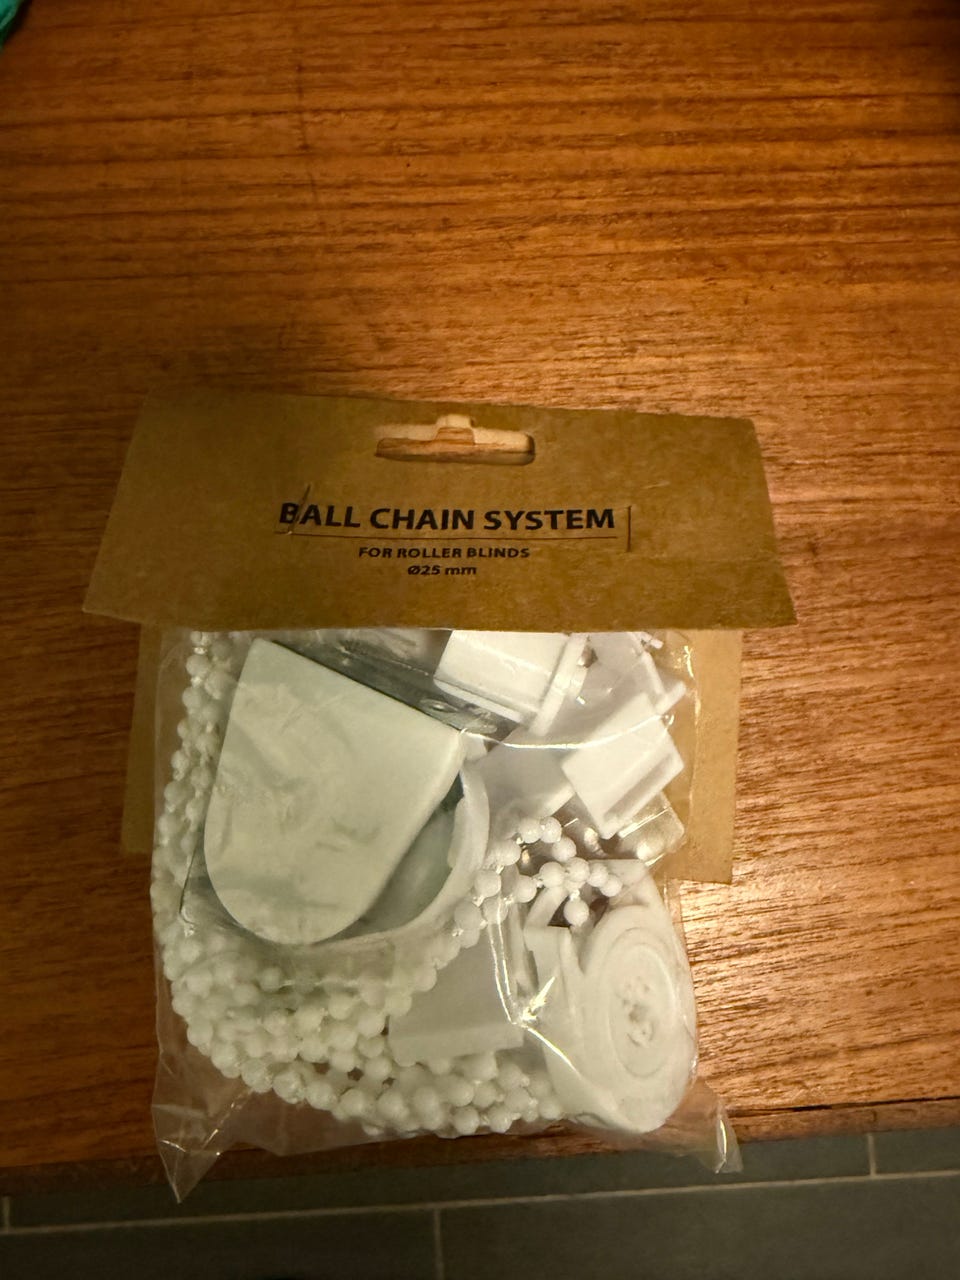 BALL CHAIN SYSTEM
FOR ROLLER BLINDS
Ø25 mm